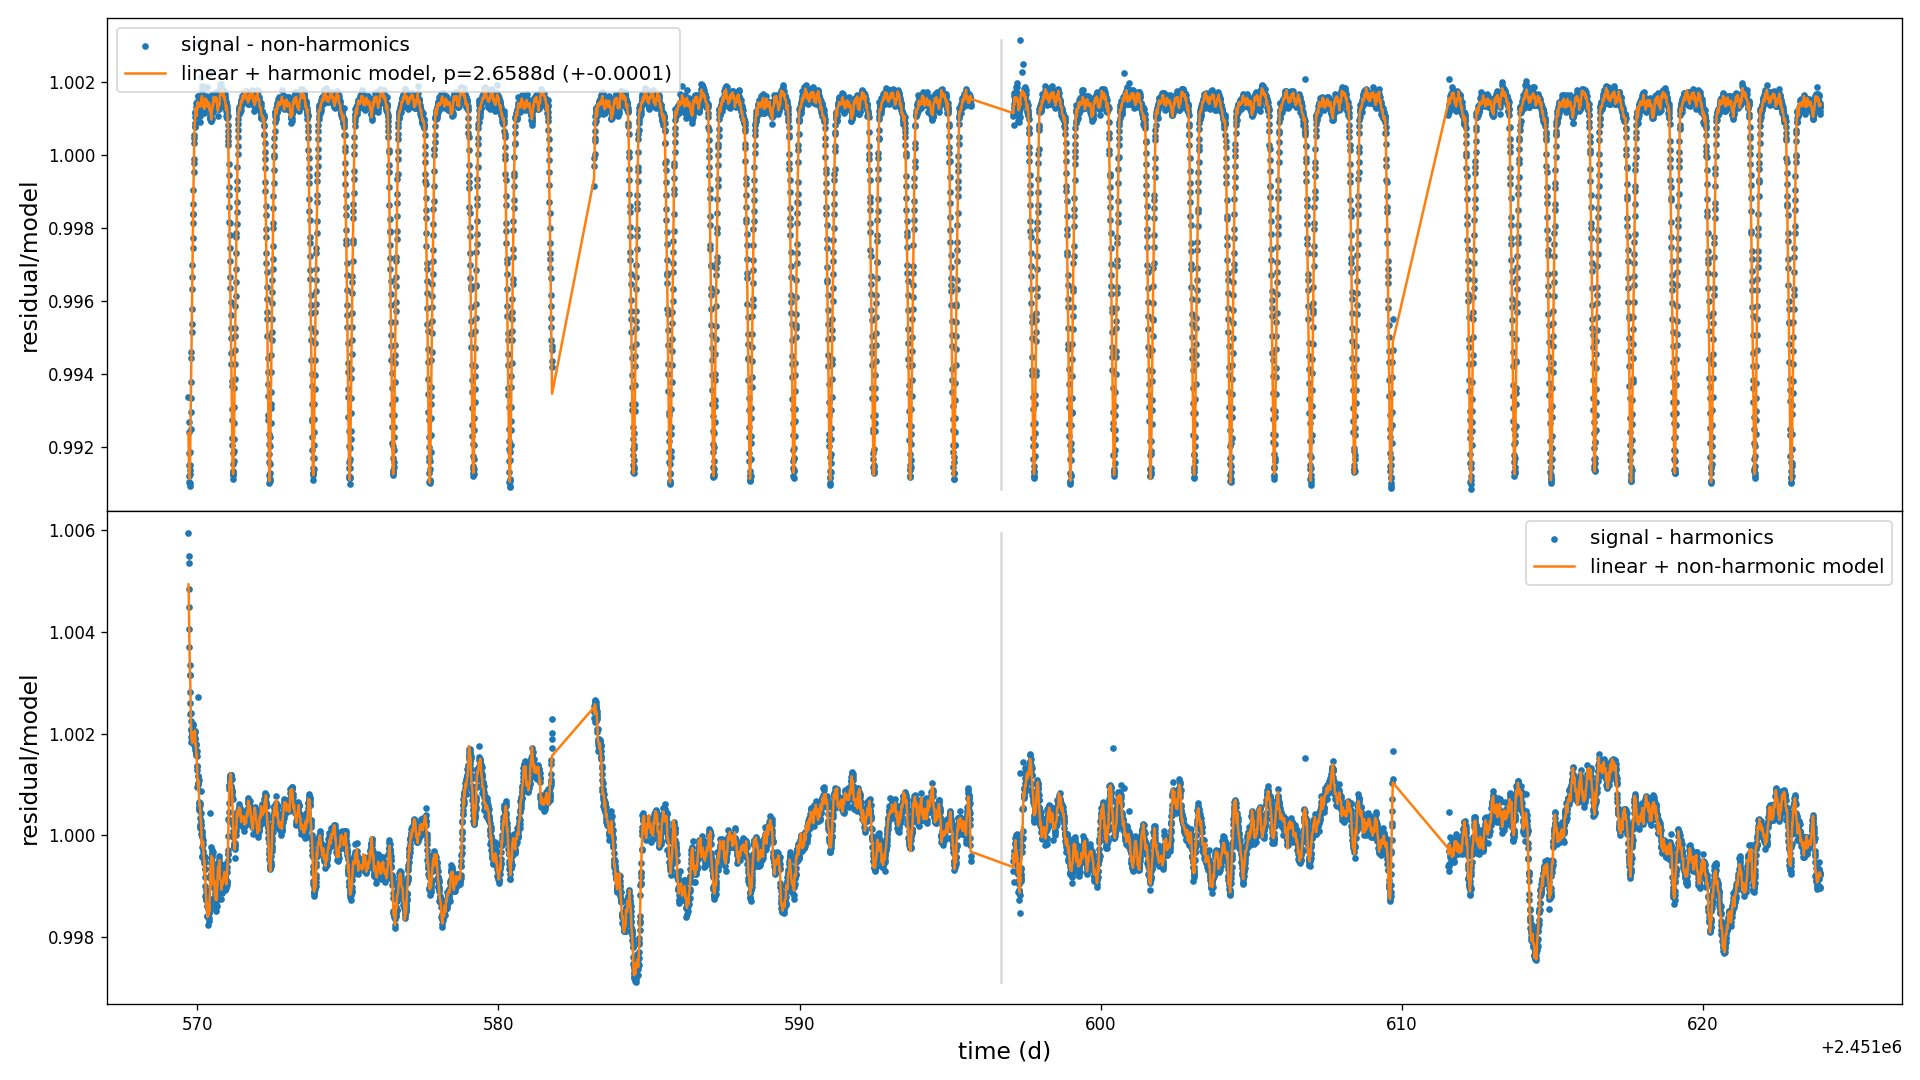 signal - non-harmonics
linear + harmonic model, p=2.6588d (+-0.0001)
1.002
1.000
0.998
0.996
0.994
0.992
residual/model
signal - harmonics
linear + non-harmonic model
1.006
1.004
1.002
1.000
0.998
residual/model
570 580 590 600 610 620
time (d)
+2.451e6